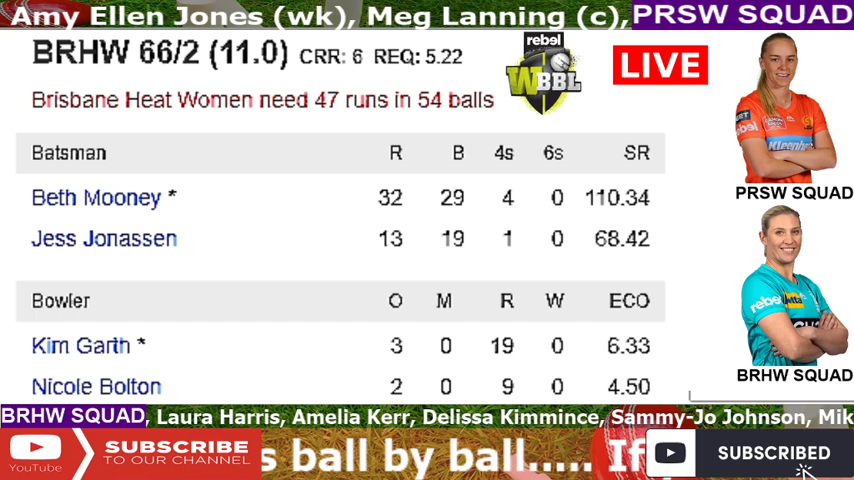 Amy Ellen Jones (wk), Meg Lanning (c), PRSW SQUAD
BRHW 66/2 (11.0) CRR: 6 REQ: 5.22
rebel
WBBL
LIVE
Brisbane Heat Women need 47 runs in 54 balls
Batsman R B 4s 6s SR
Beth Mooney * 32 29 4 0 110.34
Jess Jonassen 13 19 1 0 68.42
PRSW SQUAD
Bowler O M R W ECO
Kim Garth * 3 0 19 0 6.33
Nicole Bolton 2 0 9 0 4.50
rebel
BRHW SQUAD
BRHW SQUAD, Laura Harris, Amelia Kerr, Delissa Kimmince, Sammy-Jo Johnson, Mik
YouTube
SUBSCRIBE
TO OUR CHANNEL
s ball by ball..... If y
SUBSCRIBED